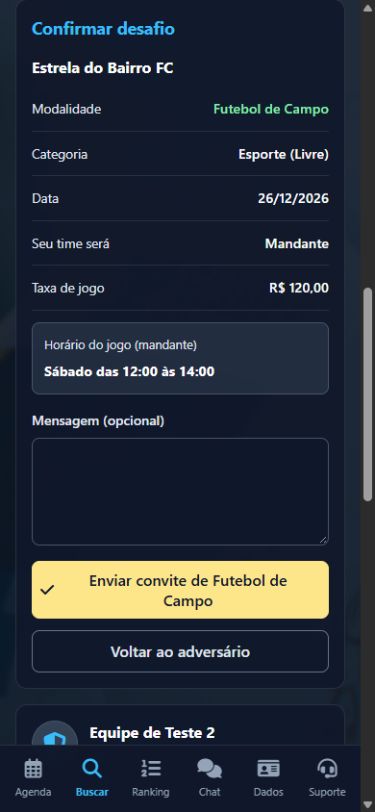 Confirmar desafio
Estrela do Bairro FC
Modalidade Futebol de Campo
Categoria Esporte (Livre)
Data 26/12/2026
Seu time será Mandante
Taxa de jogo R$ 120,00
Horário do jogo (mandante)
Sábado das 12:00 às 14:00
Mensagem (opcional)
Enviar convite de Futebol de
Campo
Voltar ao adversário
Equipe de Teste 2
Agenda Buscar Ranking Chat Dados Suporte